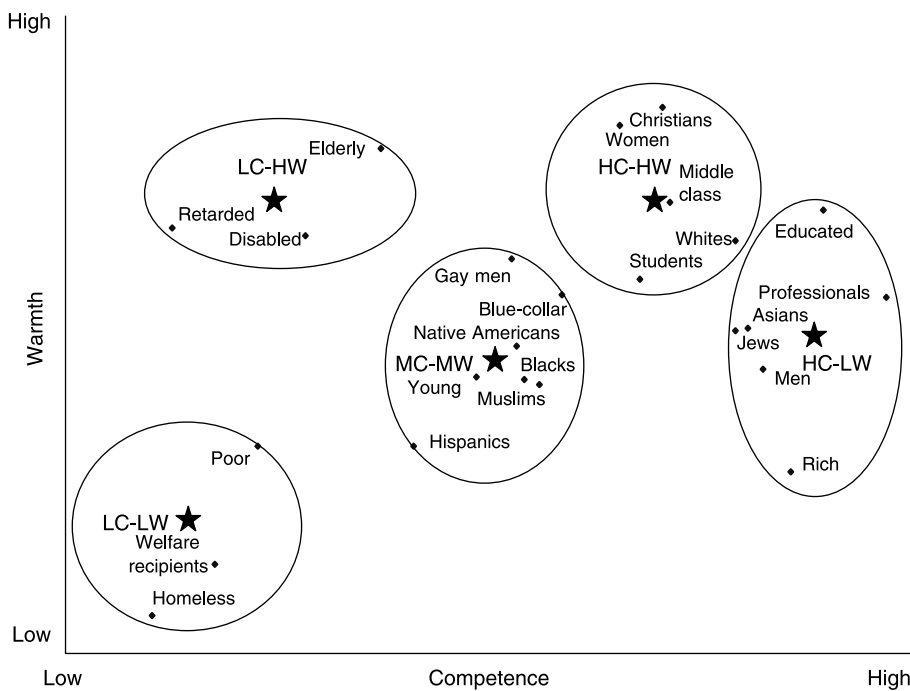 High
Christians
Women
Elderly
LC-HW
HC-HW
Middle
class
Retarded
Disabled
Whites
Educated
Students
Gay men
Professionals
Blue-collar
Asians
Native Americans
Jews
MC-MW
Blacks
HC-LW
Young
Men
Muslims
Hispanics
Poor
Rich
LC-LW
Welfare
recipients
Homeless
Warmth
Low
Low
Competence
High